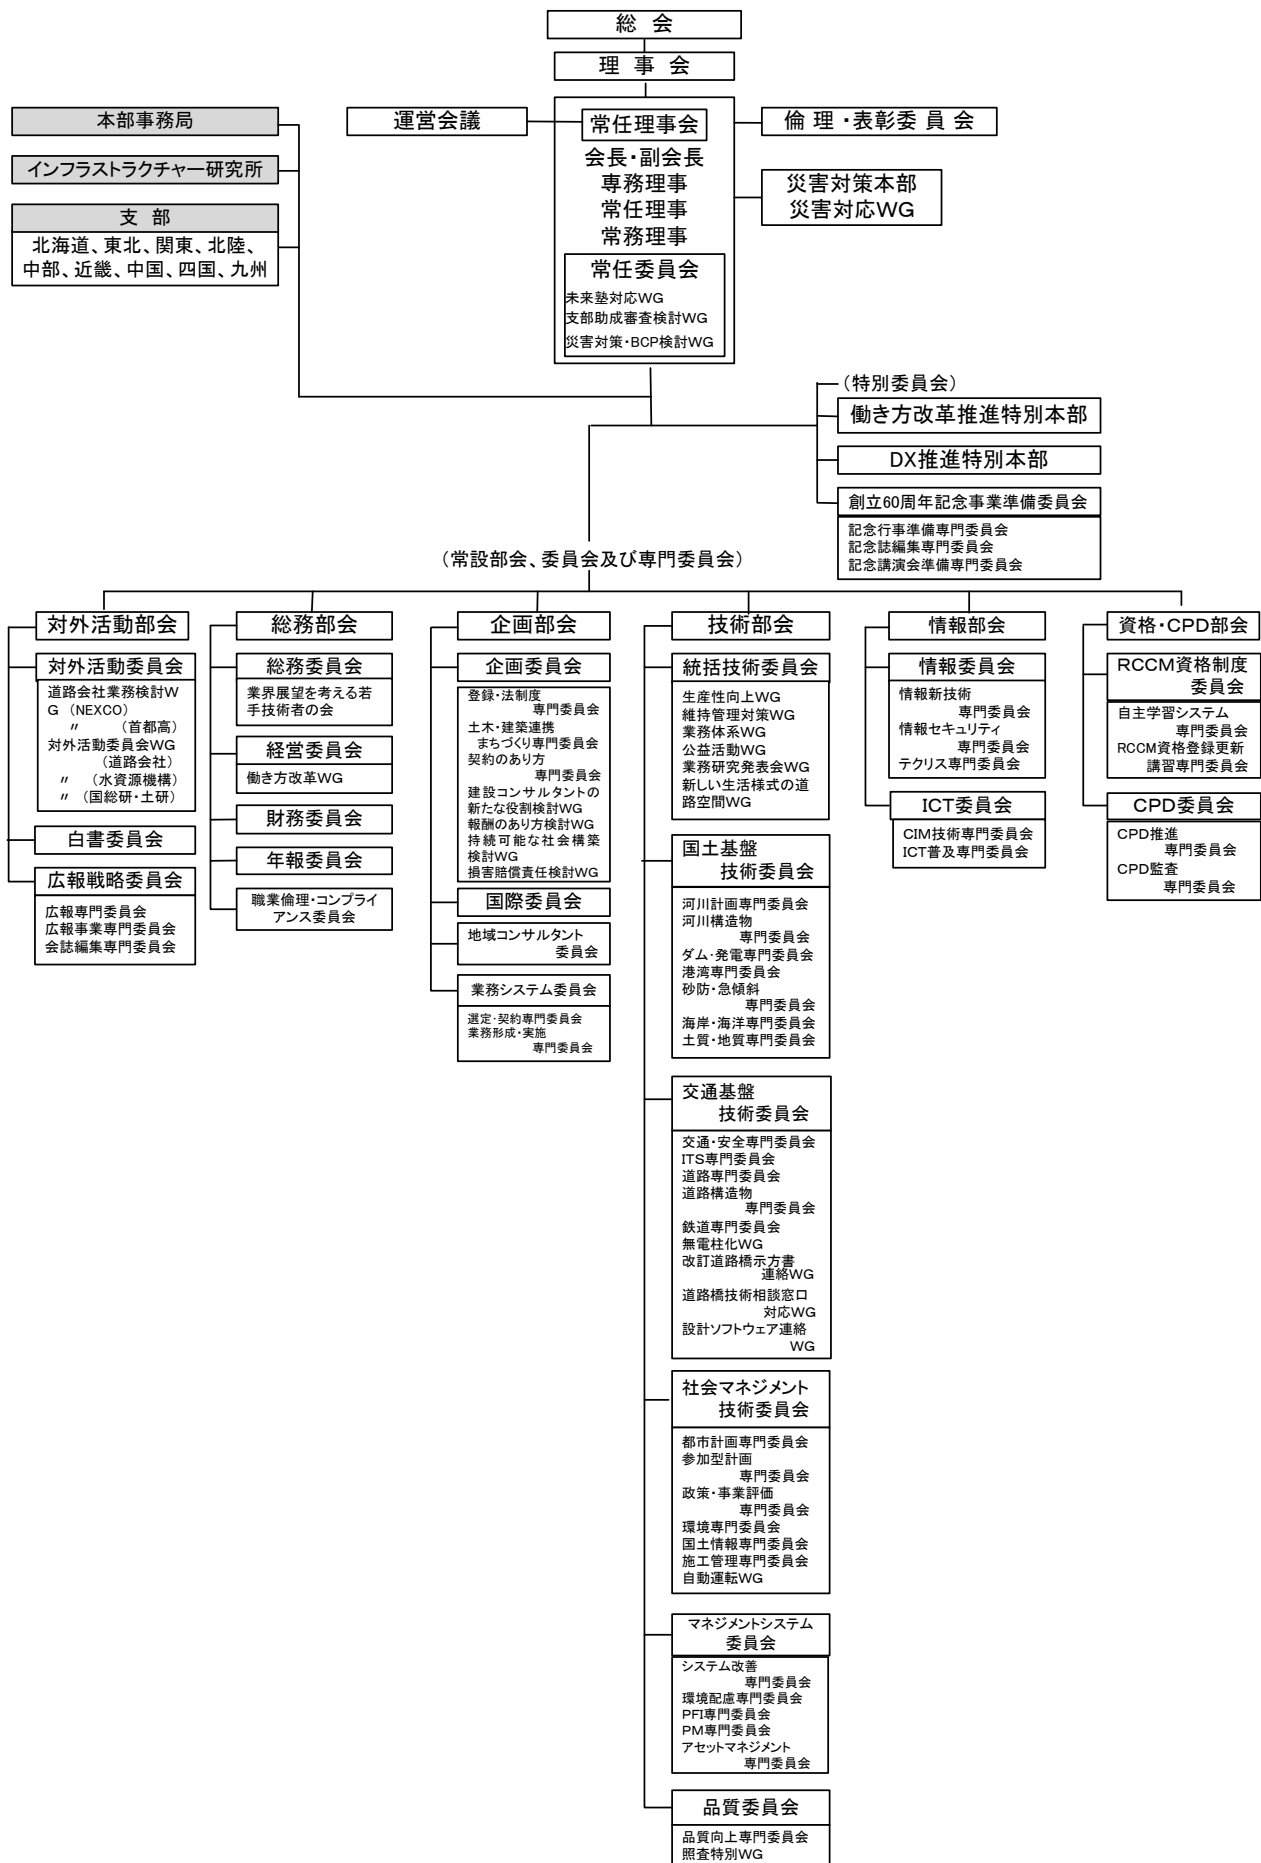 総 会
理 事 会
本部事務局
インフラストラクチャー研究所
支 部
北海道、東北、関東、北陸、
中部、近畿、中国、四国、九州
運営会議
常任理事会
会長・副会長
専務理事
常任理事
常務理事
常任委員会
未来塾対応WG
支部助成審査検討WG
災害対策・BCP検討WG
倫 理 ・表彰委 員 会
災害対策本部
災害対応WG
(特別委員会)
働き方改革推進特別本部
DX推進特別本部
創立60周年記念事業準備委員会
記念行事準備専門委員会
記念誌編集専門委員会
記念講演会準備専門委員会
(常設部会、委員会及び専門委員会)
対外活動部会
対外活動委員会
道路会社業務検討W
G (NEXCO)
〃 (首都高)
対外活動委員会WG
(道路会社)
〃 (水資源機構)
〃 (国総研・土研)
白書委員会
広報戦略委員会
広報専門委員会
広報事業専門委員会
会誌編集専門委員会
総務部会
総務委員会
業界展望を考える若
手技術者の会
経営委員会
働き方改革WG
財務委員会
年報委員会
職業倫理・コンプライ
アンス委員会
企画部会
企画委員会
登録・法制度
専門委員会
土木・建築連携
まちづくり専門委員会
契約のあり方
専門委員会
建設コンサルタントの
新たな役割検討WG
報酬のあり方検討WG
持続可能な社会構築
検討WG
損害賠償責任検討WG
国際委員会
地域コンサルタント
委員会
業務システム委員会
選定・契約専門委員会
業務形成・実施
専門委員会
技術部会
統括技術委員会
生産性向上WG
維持管理対策WG
業務体系WG
公益活動WG
業務研究発表会WG
新しい生活様式の道
路空間WG
国土基盤
技術委員会
河川計画専門委員会
河川構造物
専門委員会
ダム・発電専門委員会
港湾専門委員会
砂防・急傾斜
専門委員会
海岸・海洋専門委員会
土質・地質専門委員会
交通基盤
技術委員会
交通・安全専門委員会
ITS専門委員会
道路専門委員会
道路構造物
専門委員会
鉄道専門委員会
無電柱化WG
改訂道路橋示方書
連絡WG
道路橋技術相談窓口
対応WG
設計ソフトウェア連絡
WG
社会マネジメント
技術委員会
都市計画専門委員会
参加型計画
専門委員会
政策・事業評価
専門委員会
環境専門委員会
国土情報専門委員会
施工管理専門委員会
自動運転WG
マネジメントシステム
委員会
システム改善
専門委員会
環境配慮専門委員会
PFI専門委員会
PM専門委員会
アセットマネジメント
専門委員会
品質委員会
品質向上専門委員会
照査特別WG
情報部会
情報委員会
情報新技術
専門委員会
情報セキュリティ
専門委員会
テクリス専門委員会
ICT委員会
CIM技術専門委員会
ICT普及専門委員会
資格・CPD部会
RCCM資格制度
委員会
自主学習システム
専門委員会
RCCM資格登録更新
講習専門委員会
CPD委員会
CPD推進
専門委員会
CPD監査
専門委員会